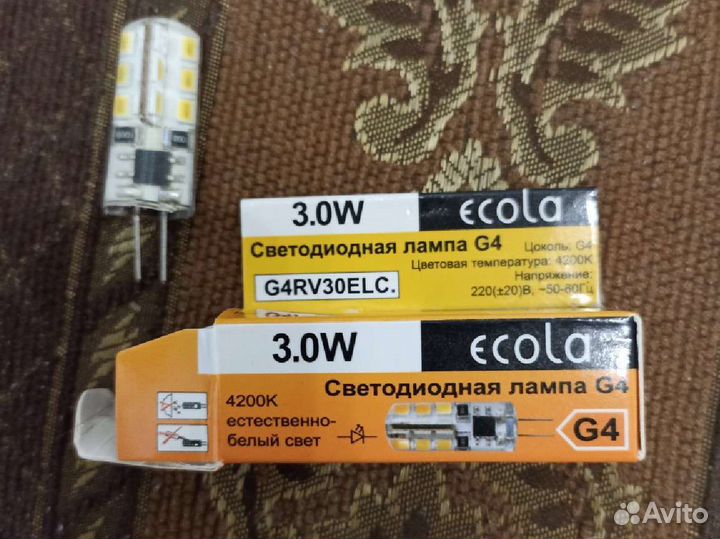 3.0W ecola
Светодиодная лампа G4
Цоколь: G4
Цветовая температура: 4200K
G4RV30ELC.
Напряжение:
220(±20)В, ~50-60Гц
3.0W ecola
Светодиодная лампа G4
4200K
естественно-
белый свет
G4
Avito